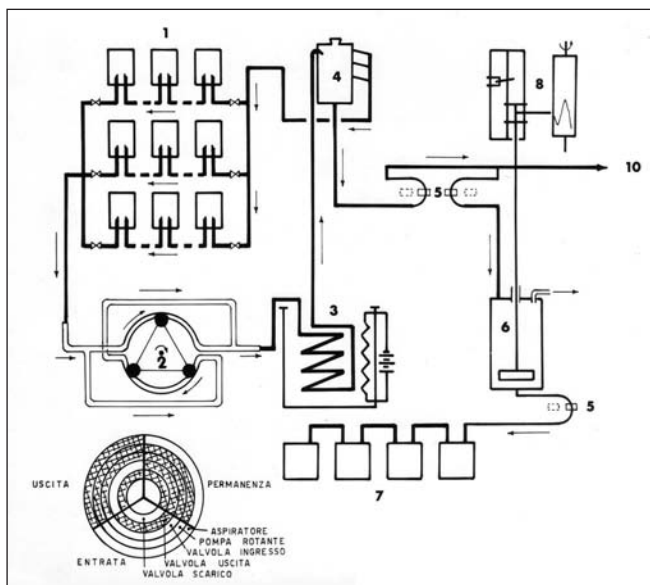 1
4
8
5
10
3
2
6
5
7
USCITA
PERMANENZA
ENTRATA
ASPIRATORE
POMPA ROTANTE
VALVOLA INGRESSO
VALVOLA USCITA
VALVOLA SCARICO